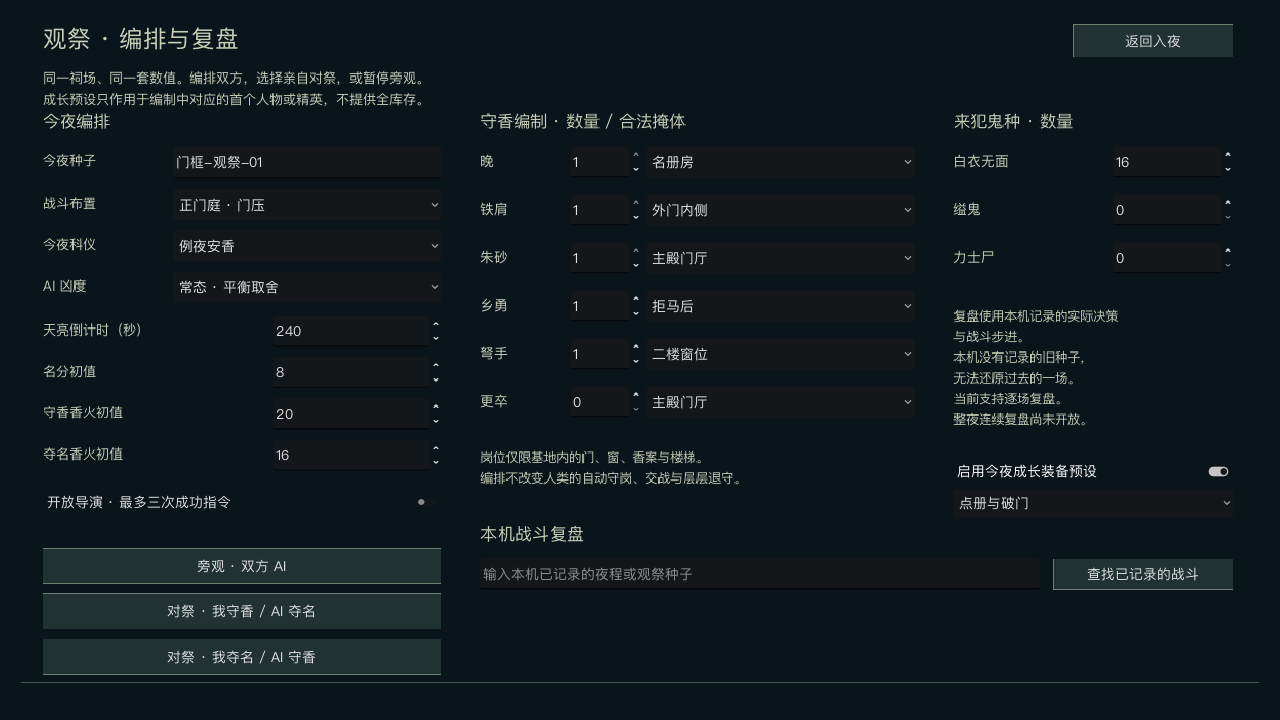 观祭 · 编排与复盘
返回入夜
同一祠场、同一套数值。编排双方，选择亲自对祭，或暂停旁观。
成长预设只作用于编制中对应的首个人物或精英，不提供全库存。
今夜编排
今夜种子
门框-观祭-01
战斗布置
正门庭 · 门压
今夜科仪
例夜安香
AI 凶度
常态 · 平衡取舍
天亮倒计时（秒）
240
名分初值
8
守香香火初值
20
夺名香火初值
16
开放导演 · 最多三次成功指令
旁观 · 双方 AI
对祭 · 我守香 / AI 夺名
对祭 · 我夺名 / AI 守香
守香编制 · 数量 / 合法掩体
晚
1
名册房
铁肩
1
外门内侧
朱砂
1
主殿门厅
乡勇
1
拒马后
弩手
1
二楼窗位
更卒
0
主殿门厅
岗位仅限基地内的门、窗、香案与楼梯。
编排不改变人类的自动守岗、交战与层层退守。
本机战斗复盘
输入本机已记录的夜程或观祭种子
查找已记录的战斗
来犯鬼种 · 数量
白衣无面
16
缢鬼
0
力士尸
0
复盘使用本机记录的实际决策
与战斗步进。
本机没有记录的旧种子，
无法还原过去的一场。
当前支持逐场复盘。
整夜连续复盘尚未开放。
启用今夜成长装备预设
点册与破门